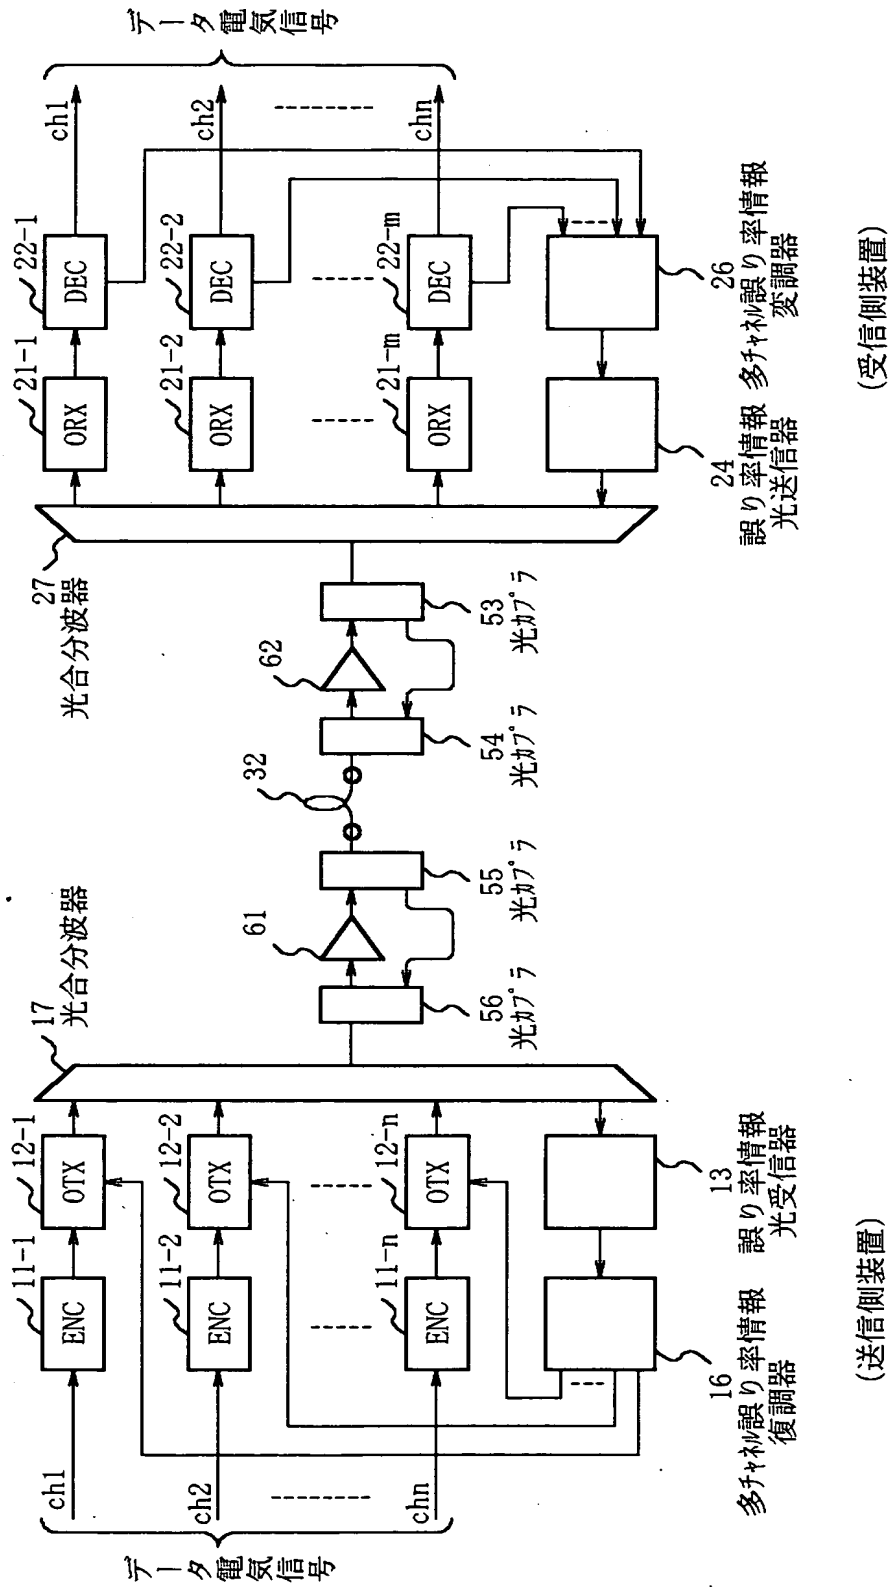 データ電気信号
ch1
ch2
chn
11-1
ENC
11-2
ENC
11-n
ENC
12-1
OTX
12-2
OTX
12-n
OTX
16
多チャネル誤り率情報
復調器
13
誤り率情報
光受信器
(送信側装置)
17
光合分波器
56
光カプラ
61
55
光カプラ
32
54
光カプラ
62
53
光カプラ
27
光合分波器
21-1
ORX
21-2
ORX
21-m
ORX
22-1
DEC
22-2
DEC
22-m
DEC
24
誤り率情報
光送信器
26
多チャネル誤り率情報
変調器
(受信側装置)
ch1
ch2
chn
データ電気信号